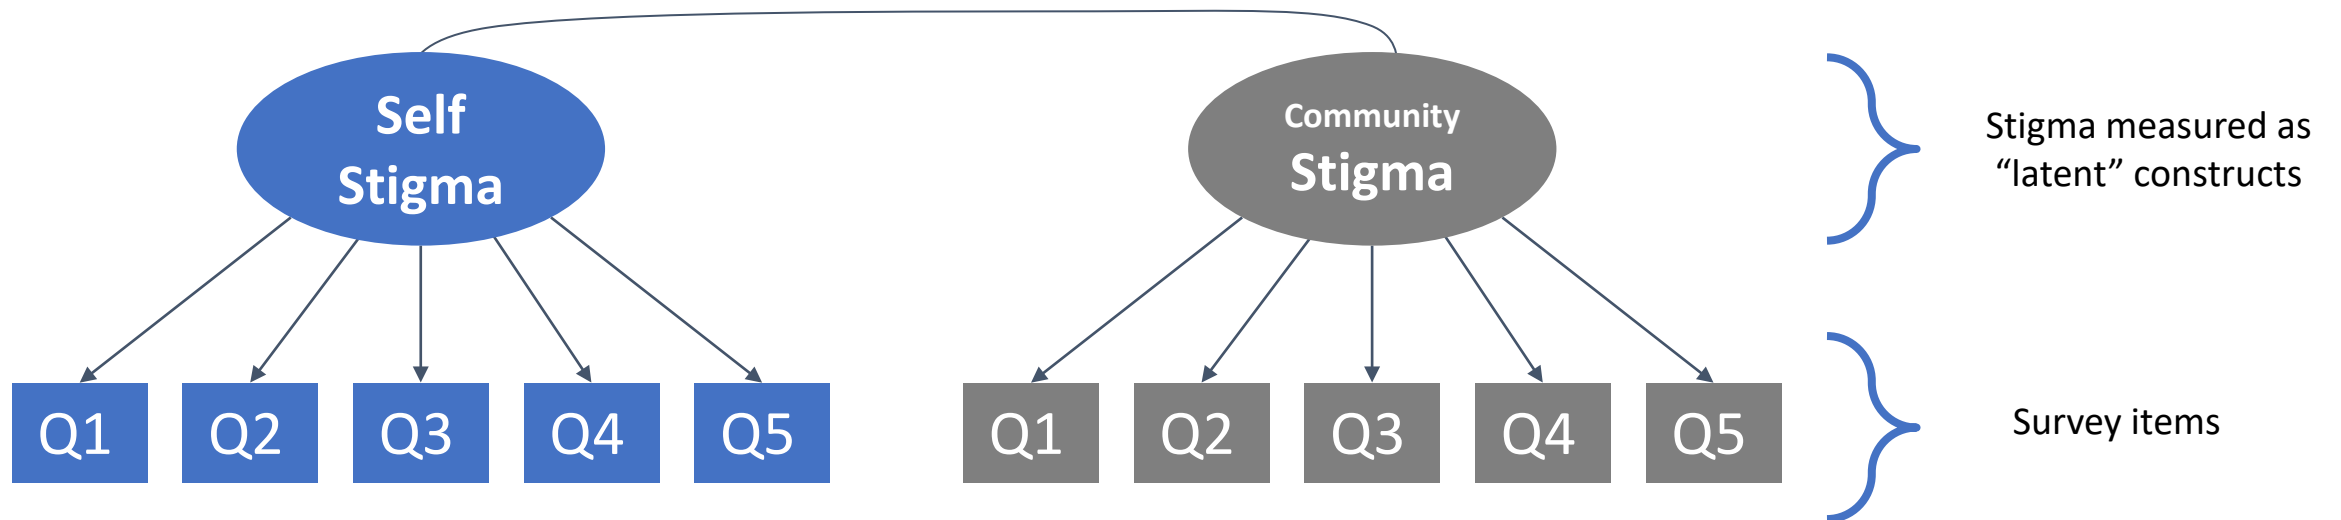 Self
Stigma
Community
Stigma
Stigma measured as
“latent” constructs
Q1
Q2
Q3
Q4
Q5
Q1
Q2
Q3
Q4
Q5
Survey items